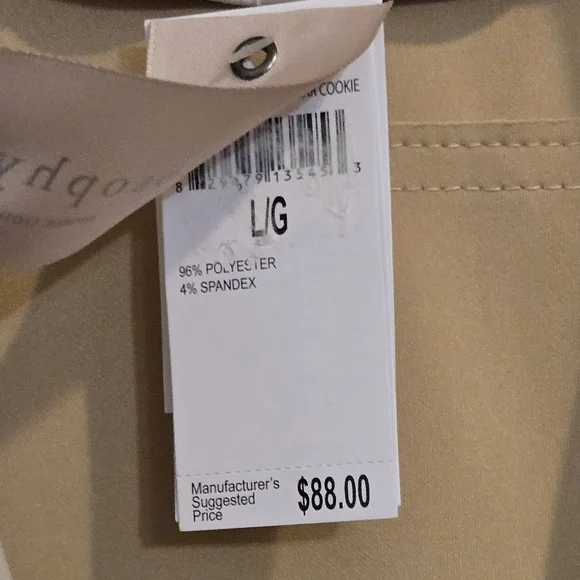 COOKIE
L/G
96% POLYESTER
4% SPANDEX
Manufacturer's
Suggested
Price
$88.00